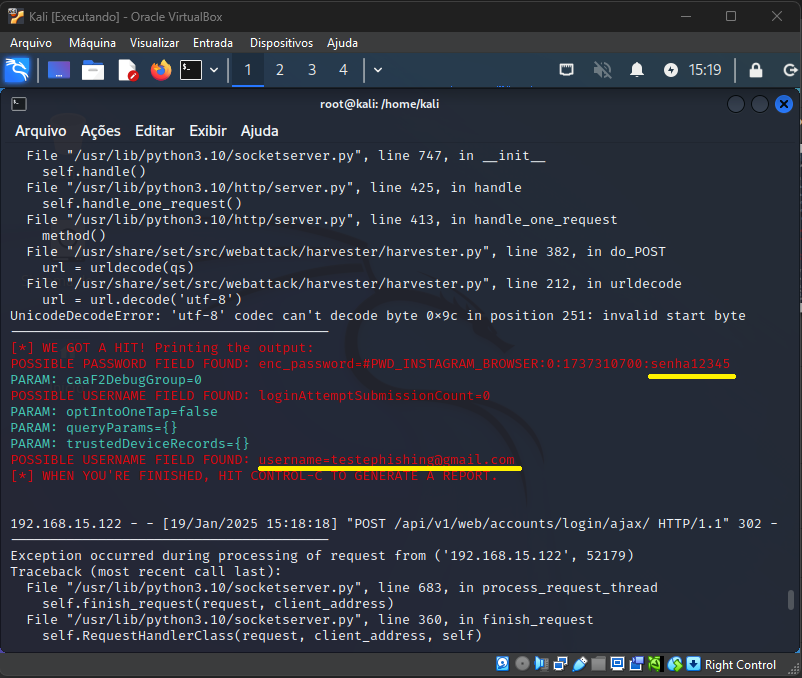 Kali [Executando] - Oracle VirtualBox
Arquivo Máquina Visualizar Entrada Dispositivos Ajuda
1 2 3 4 15:19
root@kali: /home/kali
Arquivo Ações Editar Exibir Ajuda
File "/usr/lib/python3.10/socketserver.py", line 747, in __init__
self.handle()
File "/usr/lib/python3.10/http/server.py", line 425, in handle
self.handle_one_request()
File "/usr/lib/python3.10/http/server.py", line 413, in handle_one_request
method()
File "/usr/share/set/src/webattack/harvester/harvester.py", line 382, in do_POST
url = urldecode(qs)
File "/usr/share/set/src/webattack/harvester/harvester.py", line 212, in urldecode
url = url.decode('utf-8')
UnicodeDecodeError: 'utf-8' codec can't decode byte 0×9c in position 251: invalid start byte
[*] WE GOT A HIT! Printing the output:
POSSIBLE PASSWORD FIELD FOUND: enc_password=#PWD_INSTAGRAM_BROWSER:0:1737310700:senha12345
PARAM: caaF2DebugGroup=0
POSSIBLE USERNAME FIELD FOUND: loginAttemptSubmissionCount=0
PARAM: optIntoOneTap=false
PARAM: queryParams={}
PARAM: trustedDeviceRecords={}
POSSIBLE USERNAME FIELD FOUND: username=testephishing@gmail.com
[*] WHEN YOU'RE FINISHED, HIT CONTROL-C TO GENERATE A REPORT.
192.168.15.122 - - [19/Jan/2025 15:18:18] "POST /api/v1/web/accounts/login/ajax/ HTTP/1.1" 302 -
Exception occurred during processing of request from ('192.168.15.122', 52179)
Traceback (most recent call last):
File "/usr/lib/python3.10/socketserver.py", line 683, in process_request_thread
self.finish_request(request, client_address)
File "/usr/lib/python3.10/socketserver.py", line 360, in finish_request
self.RequestHandlerClass(request, client_address, self)
Right Control